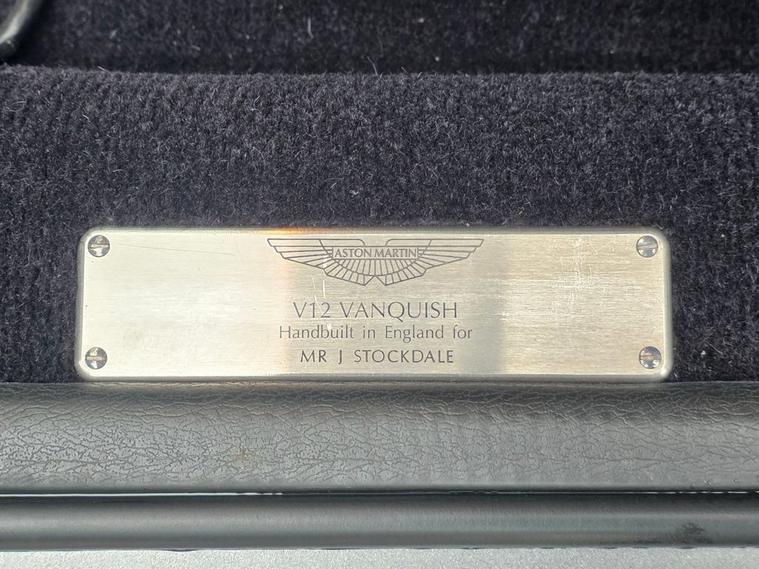 ASTON MARTIN
V12 VANQUISH
Handbuilt in England for
MR J STOCKDALE